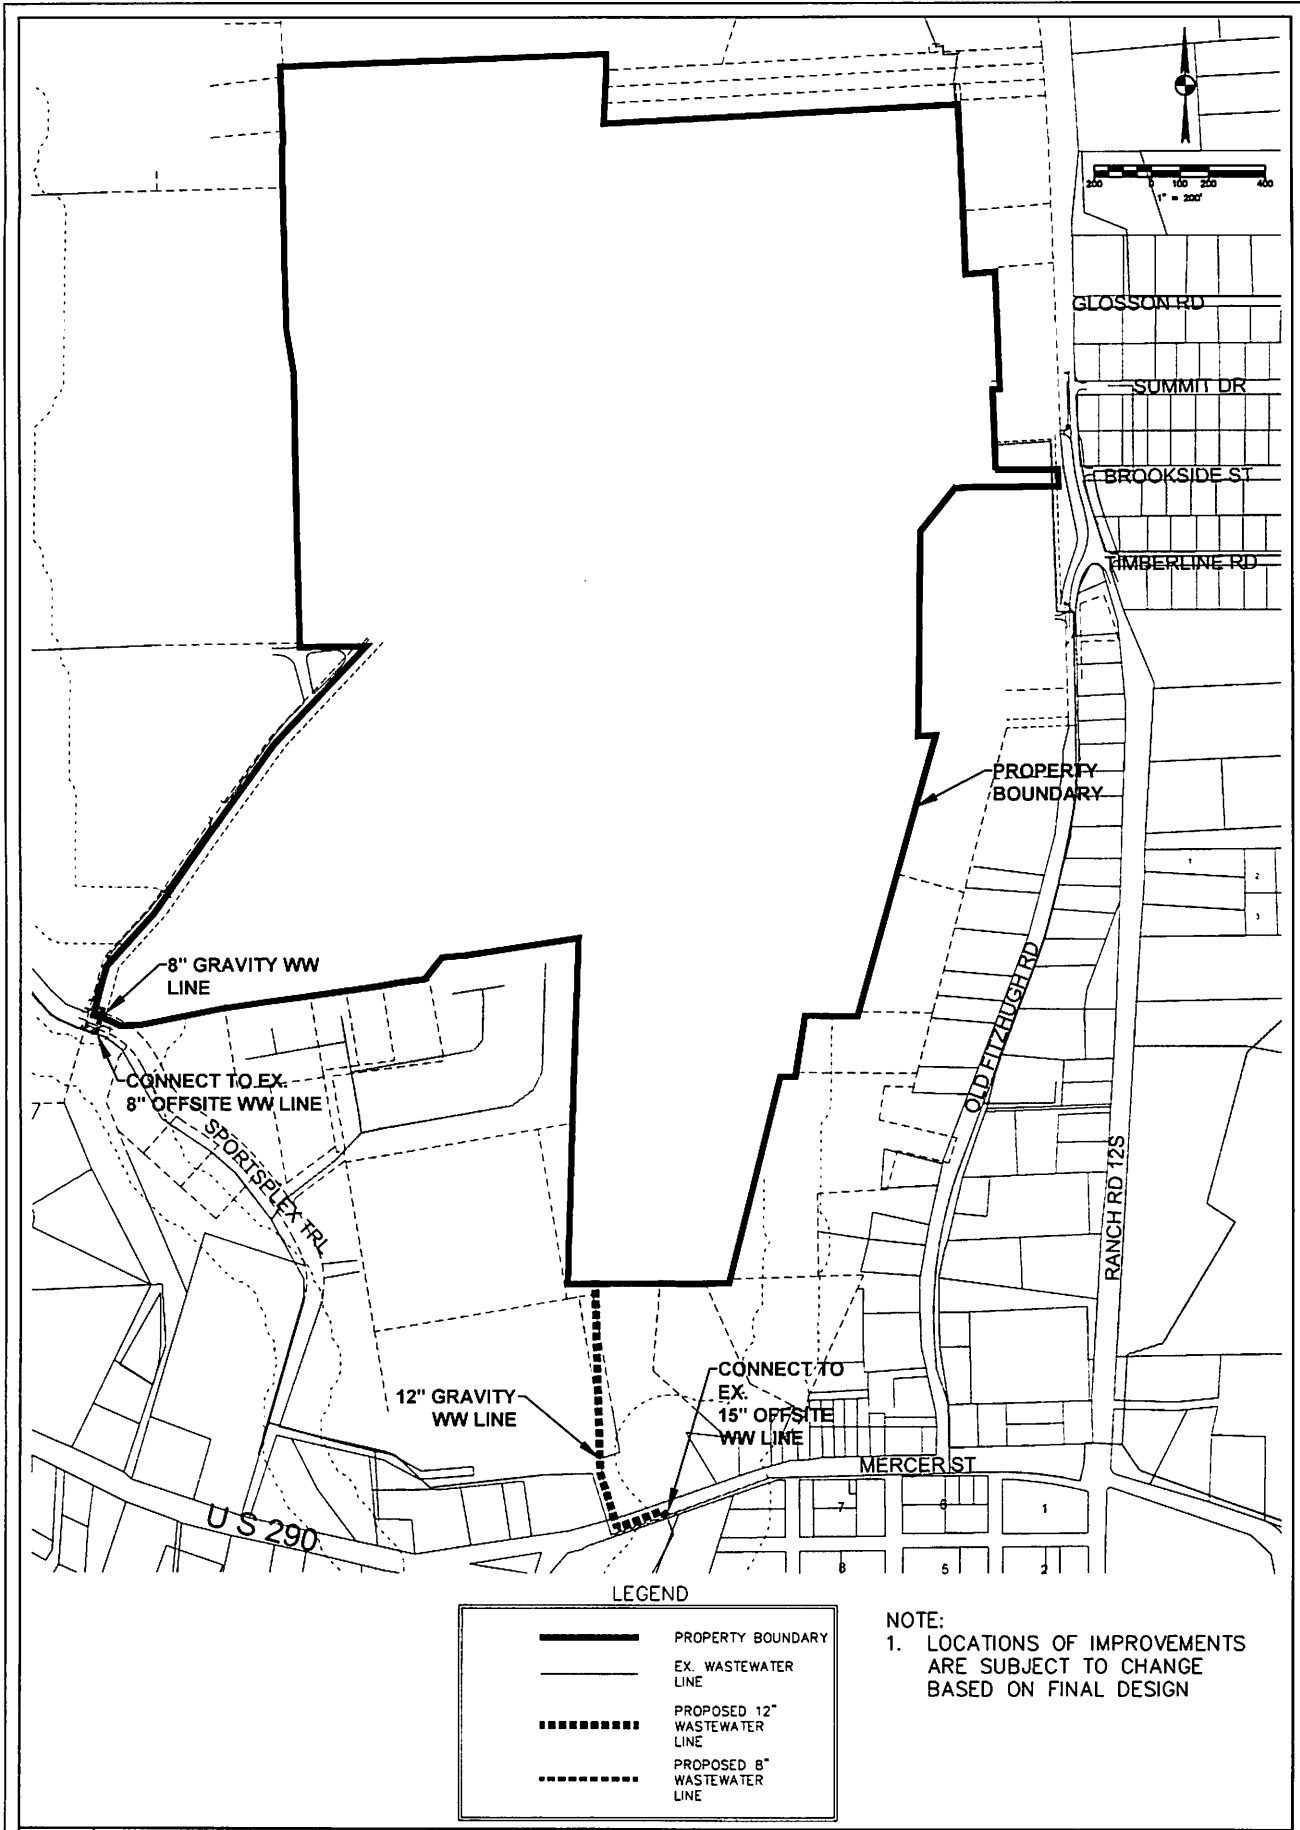 200 0 100 200 400
1" = 200'
GLOSSON RD
SUMMIT DR
BROOKSIDE ST
TIMBERLINE RD
PROPERTY
BOUNDARY
1
2
3
8" GRAVITY WW
LINE
CONNECT TO EX.
8" OFFSITE WW LINE
SPORTSPLEX TRL
OLD FITZHUGH RD
RANCH RD 12S
12" GRAVITY
WW LINE
CONNECT TO
EX.
15" OFFSITE
WW LINE
MERCER ST
U S 290
7
6
1
8
5
2
LEGEND
PROPERTY BOUNDARY
EX. WASTEWATER
LINE
PROPOSED 12"
WASTEWATER
LINE
PROPOSED 8"
WASTEWATER
LINE
NOTE:
1. LOCATIONS OF IMPROVEMENTS
ARE SUBJECT TO CHANGE
BASED ON FINAL DESIGN